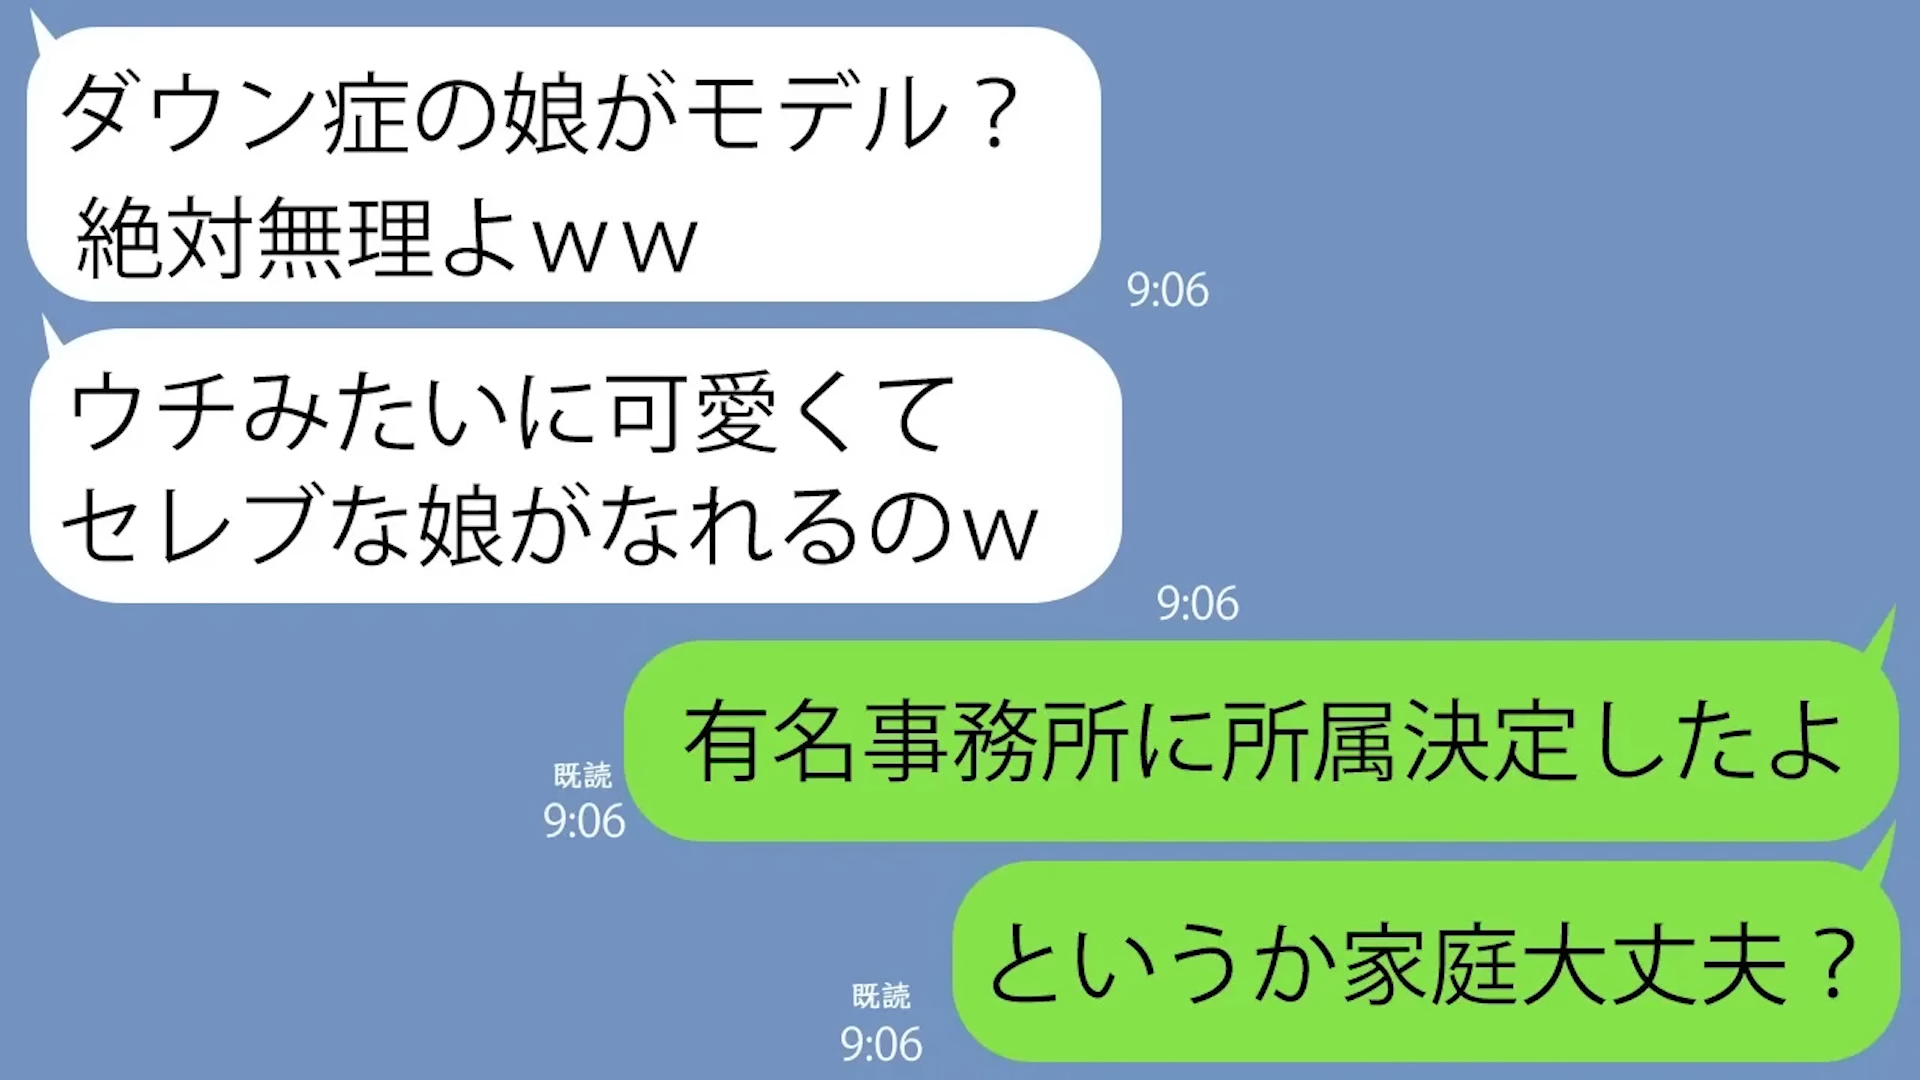 ダウン症の娘がモデル？
絶対無理よｗｗ
9:06
ウチみたいに可愛くて
セレブな娘がなれるのｗ
9:06
有名事務所に所属決定したよ
既読
9:06
というか家庭大丈夫？
既読
9:06